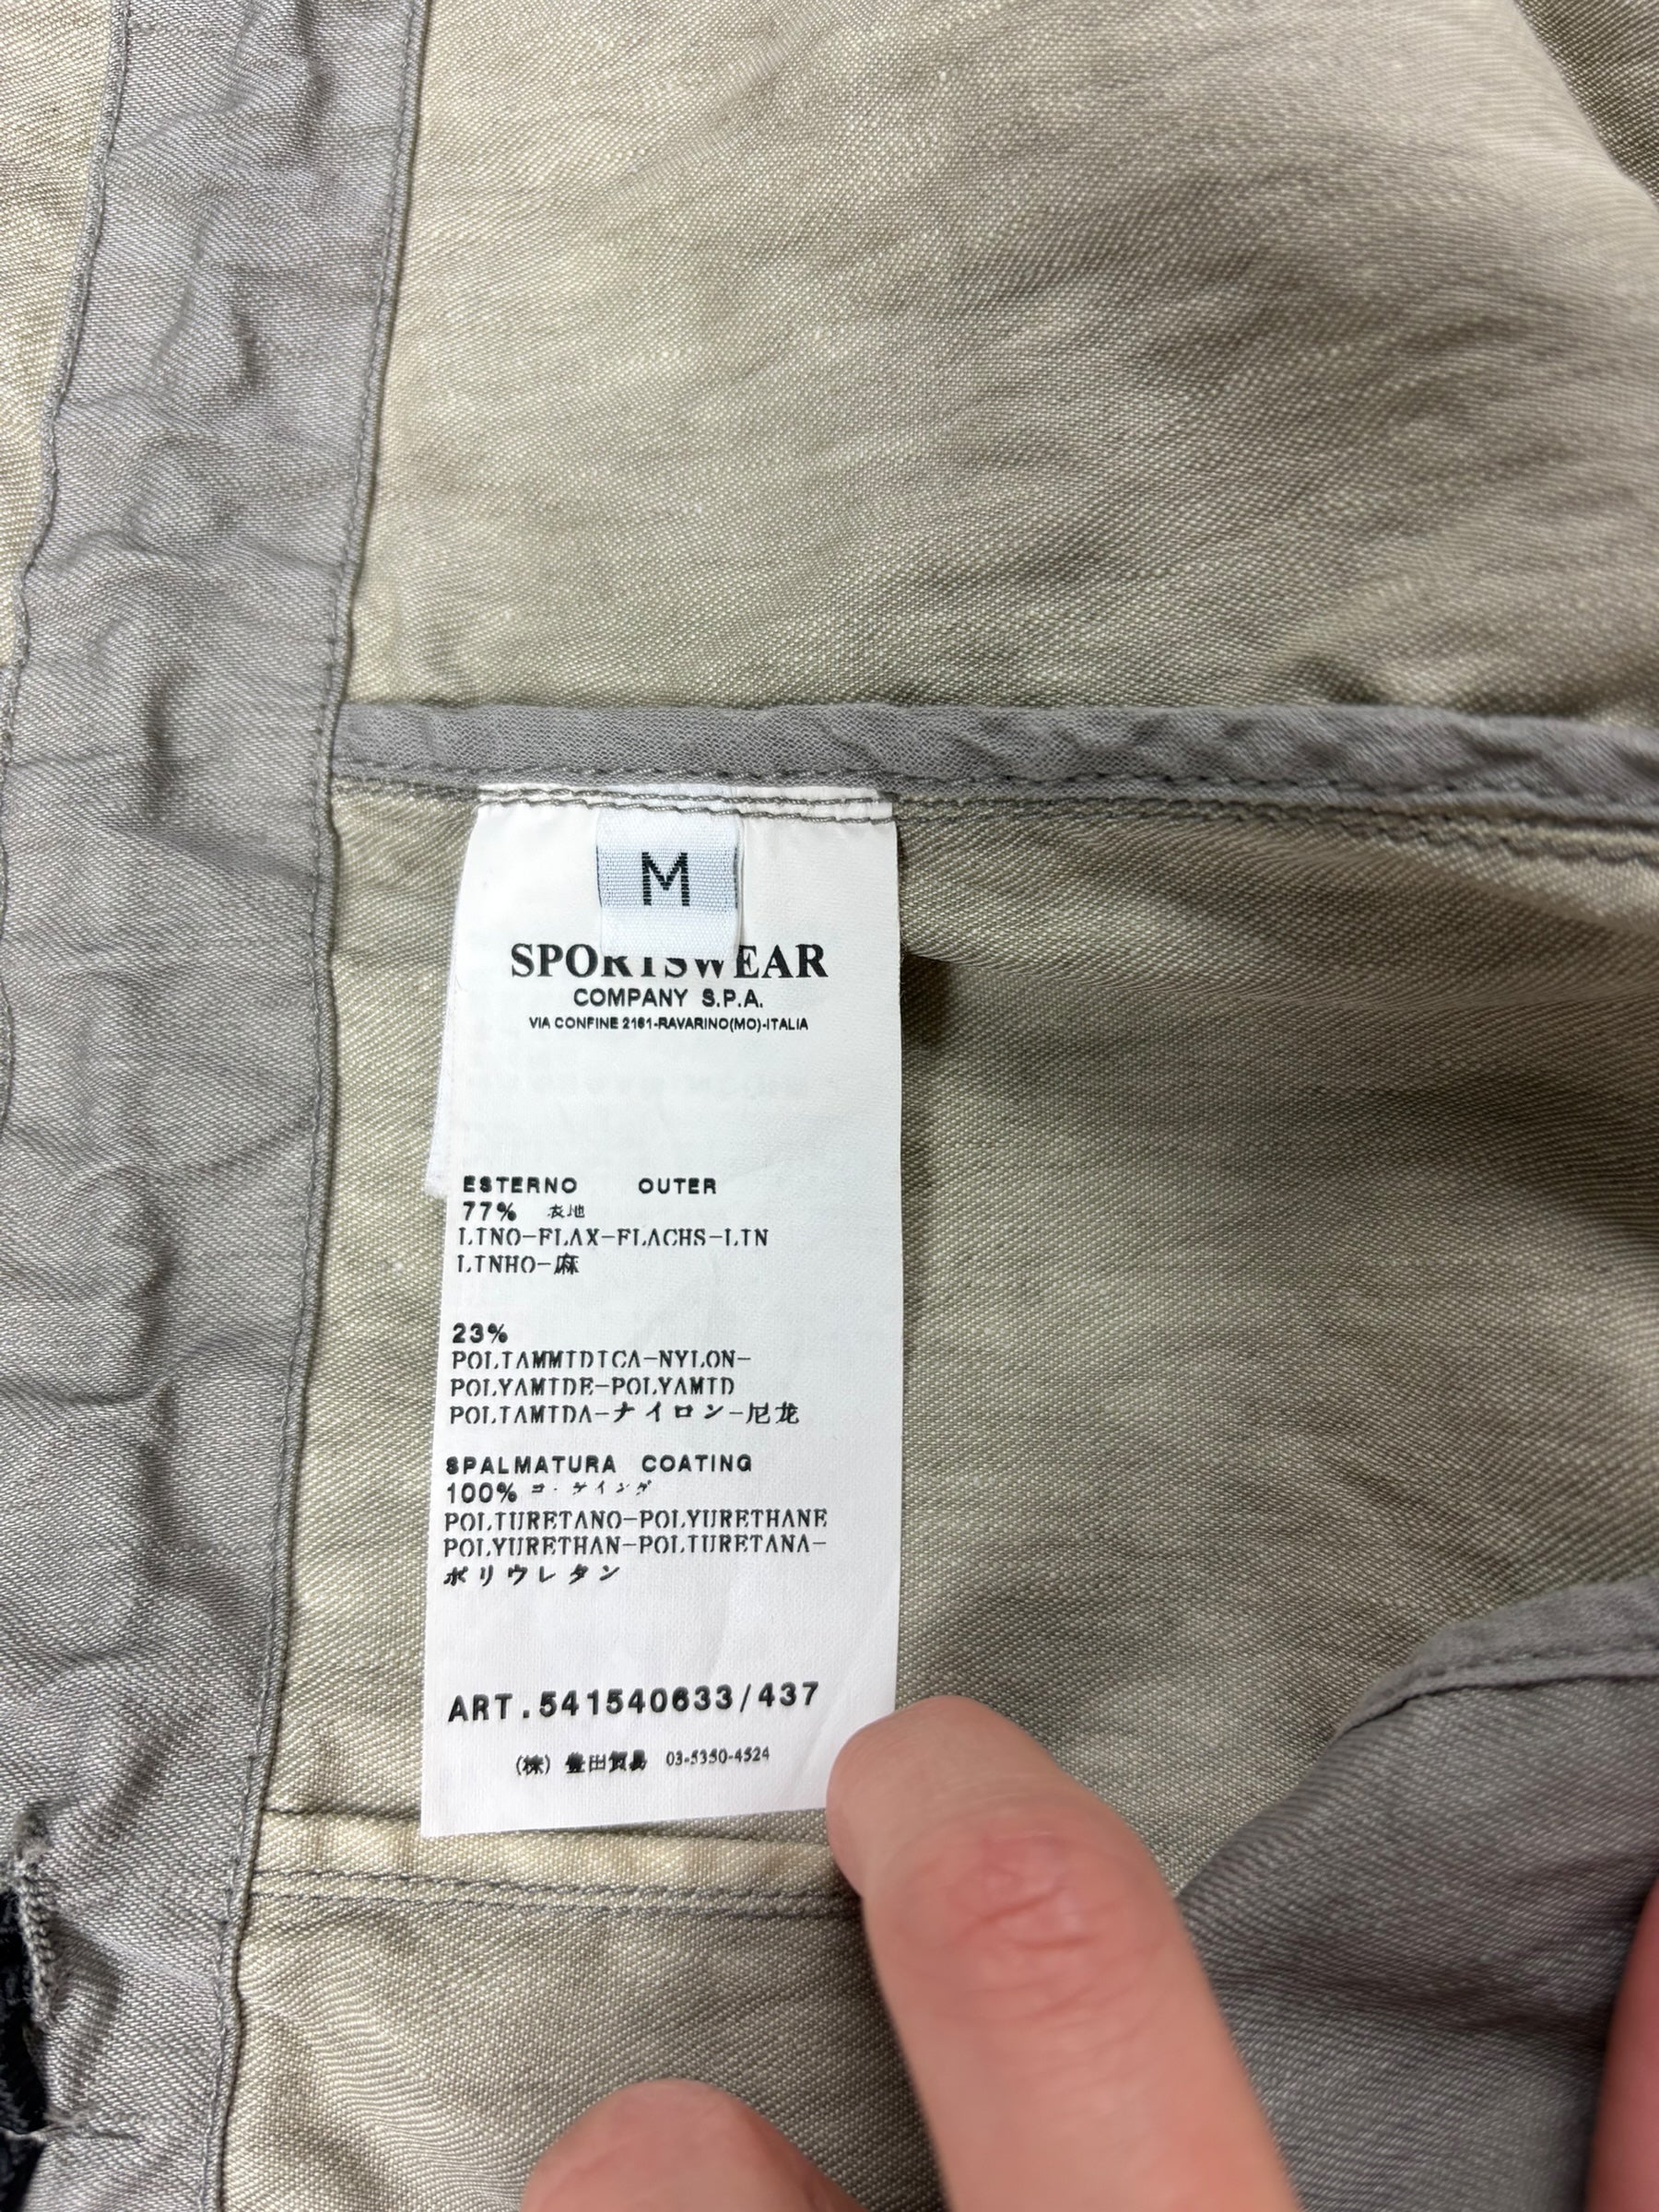 M
SPORTSWEAR
COMPANY S.P.A.
VIA CONFINE 2161-RAVARINO(MO)-ITALIA
ESTERNO OUTER
77% 表地
LINO-FLAX-FLACHS-LIN
LINHO-麻
23%
POLIAMMIDICA-NYLON-
POLYAMIDE-POLYAMID
POLIAMIDA-ナイロン-尼龙
SPALMATURA COATING
100% コーティング
POLIURETANO-POLYURETHANE
POLYURETHAN-POLIURETANA-
ポリウレタン
ART.541540633/437
(株) 豊田貿易 03-5350-4524